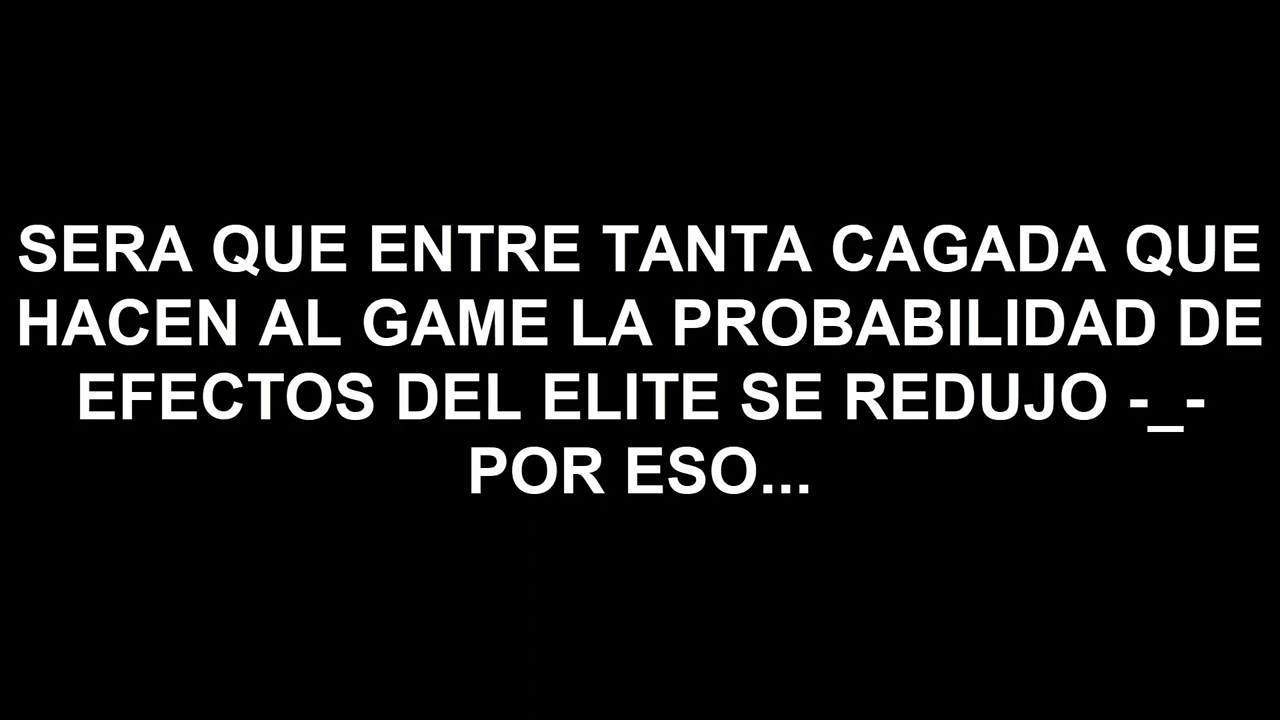 SERA QUE ENTRE TANTA CAGADA QUE
HACEN AL GAME LA PROBABILIDAD DE
EFECTOS DEL ELITE SE REDUJO -_-
POR ESO...